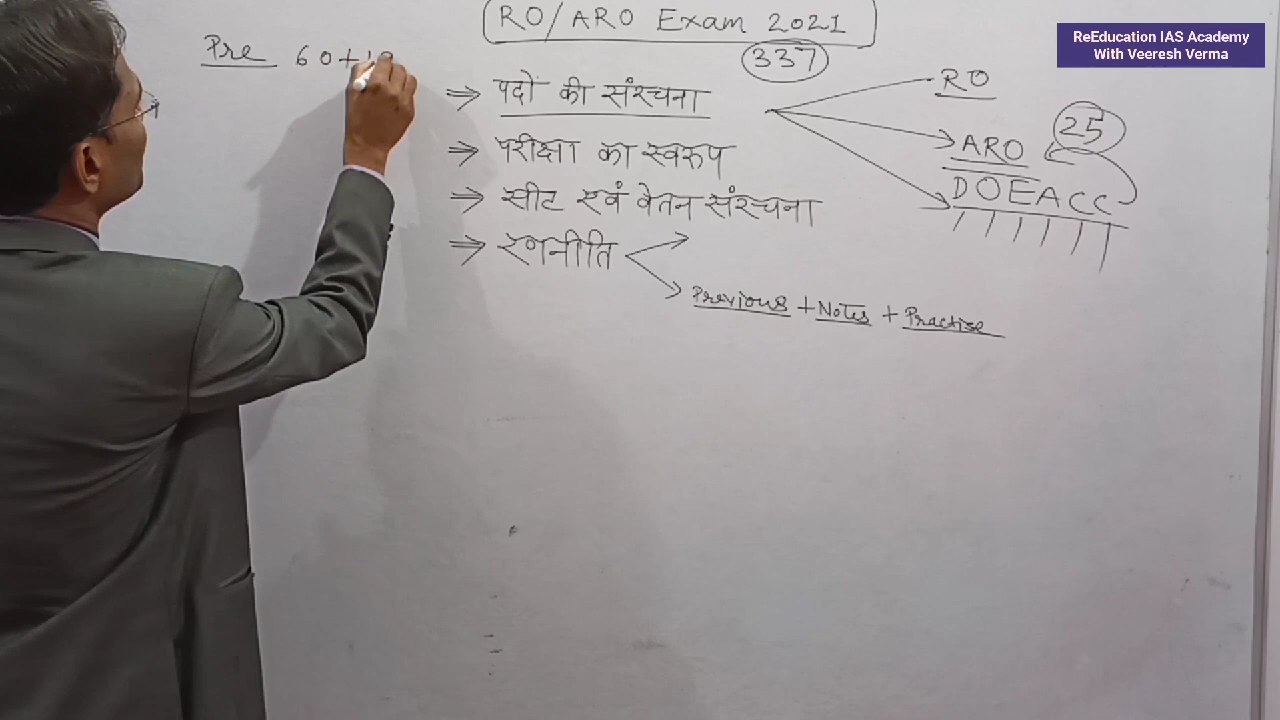 RO/ARO Exam 2021
ReEducation IAS Academy
With Veeresh Verma
Pre 60+
337
⇒ पदों की संरचना
RO
25
ARO
DOEACC
⇒ परीक्षा का स्वरुप
⇒ सीट एवं वेतन संरचना
⇒ रणनीति
Previous + Notes + Practise